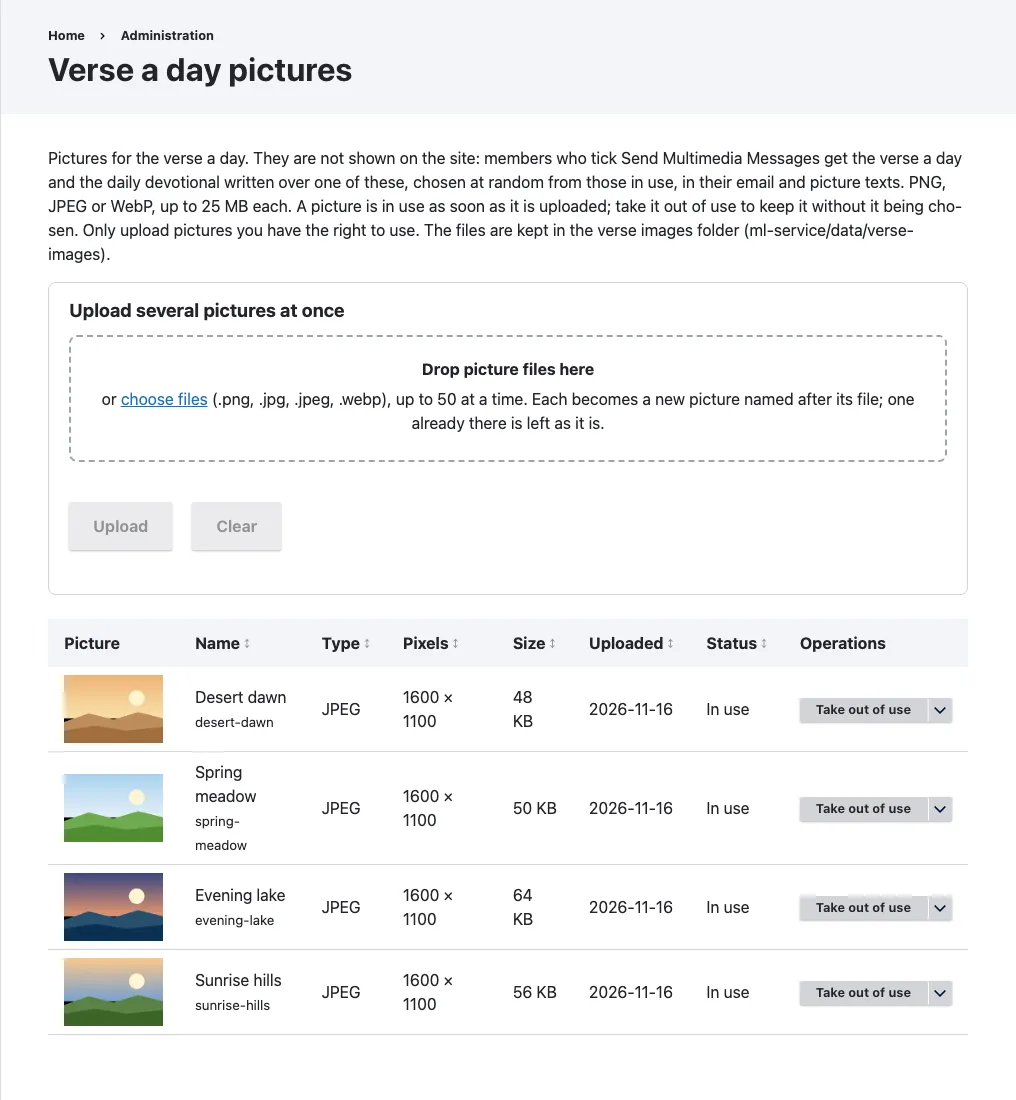 Home › Administration
Verse a day pictures
Pictures for the verse a day. They are not shown on the site: members who tick Send Multimedia Messages get the verse a day
and the daily devotional written over one of these, chosen at random from those in use, in their email and picture texts. PNG,
JPEG or WebP, up to 25 MB each. A picture is in use as soon as it is uploaded; take it out of use to keep it without it being cho-
sen. Only upload pictures you have the right to use. The files are kept in the verse images folder (ml-service/data/verse-
images).
Upload several pictures at once
Drop picture files here
or choose files (.png, .jpg, .jpeg, .webp), up to 50 at a time. Each becomes a new picture named after its file; one
already there is left as it is.
Upload Clear
Picture Name Type Pixels Size Uploaded Status Operations
Desert dawn
desert-dawn
JPEG
1600 ×
1100
48
KB
2026-11-16
In use
Take out of use
Spring
meadow
spring-
meadow
JPEG
1600 ×
1100
50 KB
2026-11-16
In use
Take out of use
Evening lake
evening-lake
JPEG
1600 ×
1100
64
KB
2026-11-16
In use
Take out of use
Sunrise hills
sunrise-hills
JPEG
1600 ×
1100
56 KB
2026-11-16
In use
Take out of use